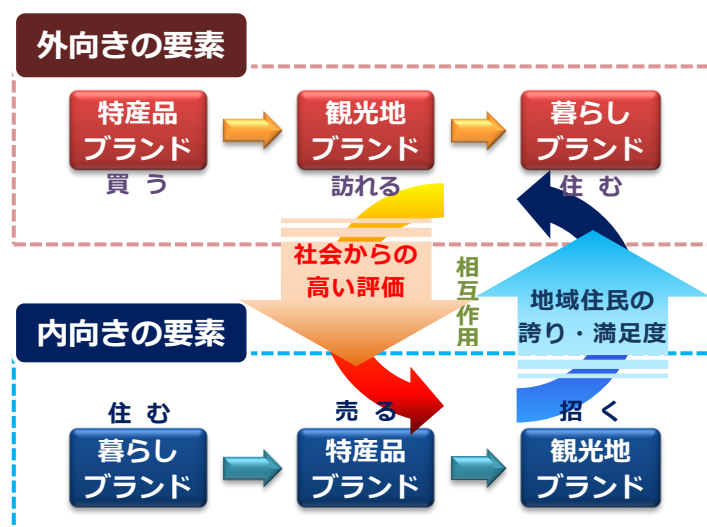 外向きの要素
特産品
ブランド
買う
観光地
ブランド
訪れる
暮らし
ブランド
住む
社会からの
高い評価
相互作用
地域住民の
誇り・満足度
内向きの要素
住む
暮らし
ブランド
売る
特産品
ブランド
招く
観光地
ブランド